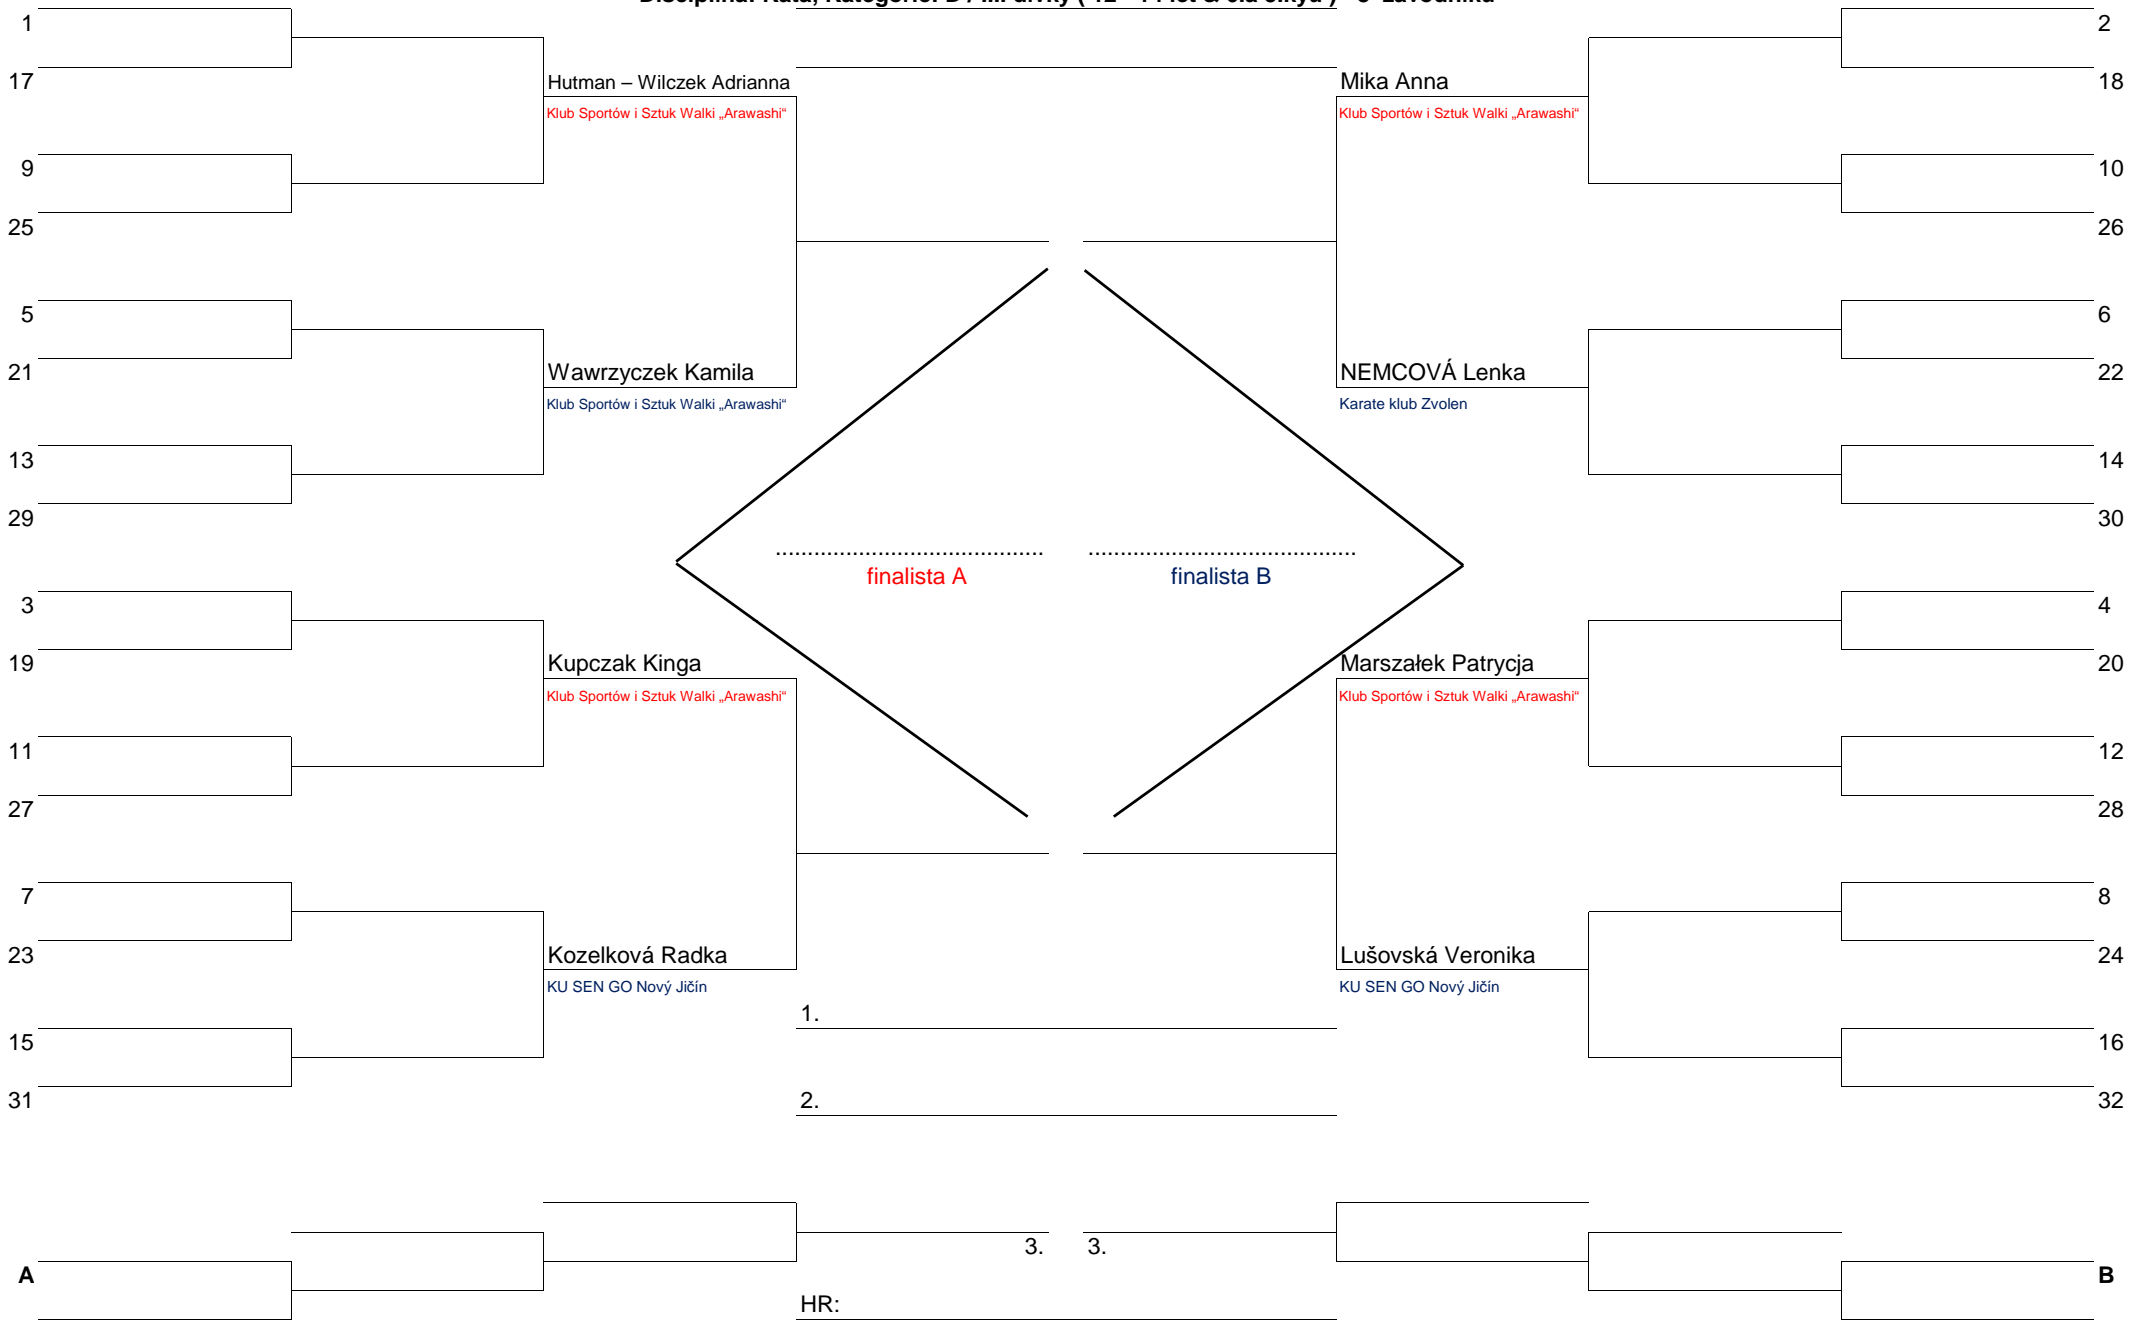 1
2
17
Hutman – Wilczek Adrianna
Mika Anna
18
Klub Sportów i Sztuk Walki „Arawashi“
Klub Sportów i Sztuk Walki „Arawashi“
9
10
25
26
5
6
21
Wawrzyczek Kamila
NEMCOVÁ Lenka
22
Klub Sportów i Sztuk Walki „Arawashi“
Karate klub Zvolen
13
14
29
30
.......................................... ..........................................
finalista A
finalista B
3
4
19
Kupczak Kinga
Marszałek Patrycja
20
Klub Sportów i Sztuk Walki „Arawashi“
Klub Sportów i Sztuk Walki „Arawashi“
11
12
27
28
7
8
23
Kozelková Radka
Lušovská Veronika
24
KU SEN GO Nový Jičín
KU SEN GO Nový Jičín
1.
15
16
31
2.
32
3.
3.
A
B
HR: